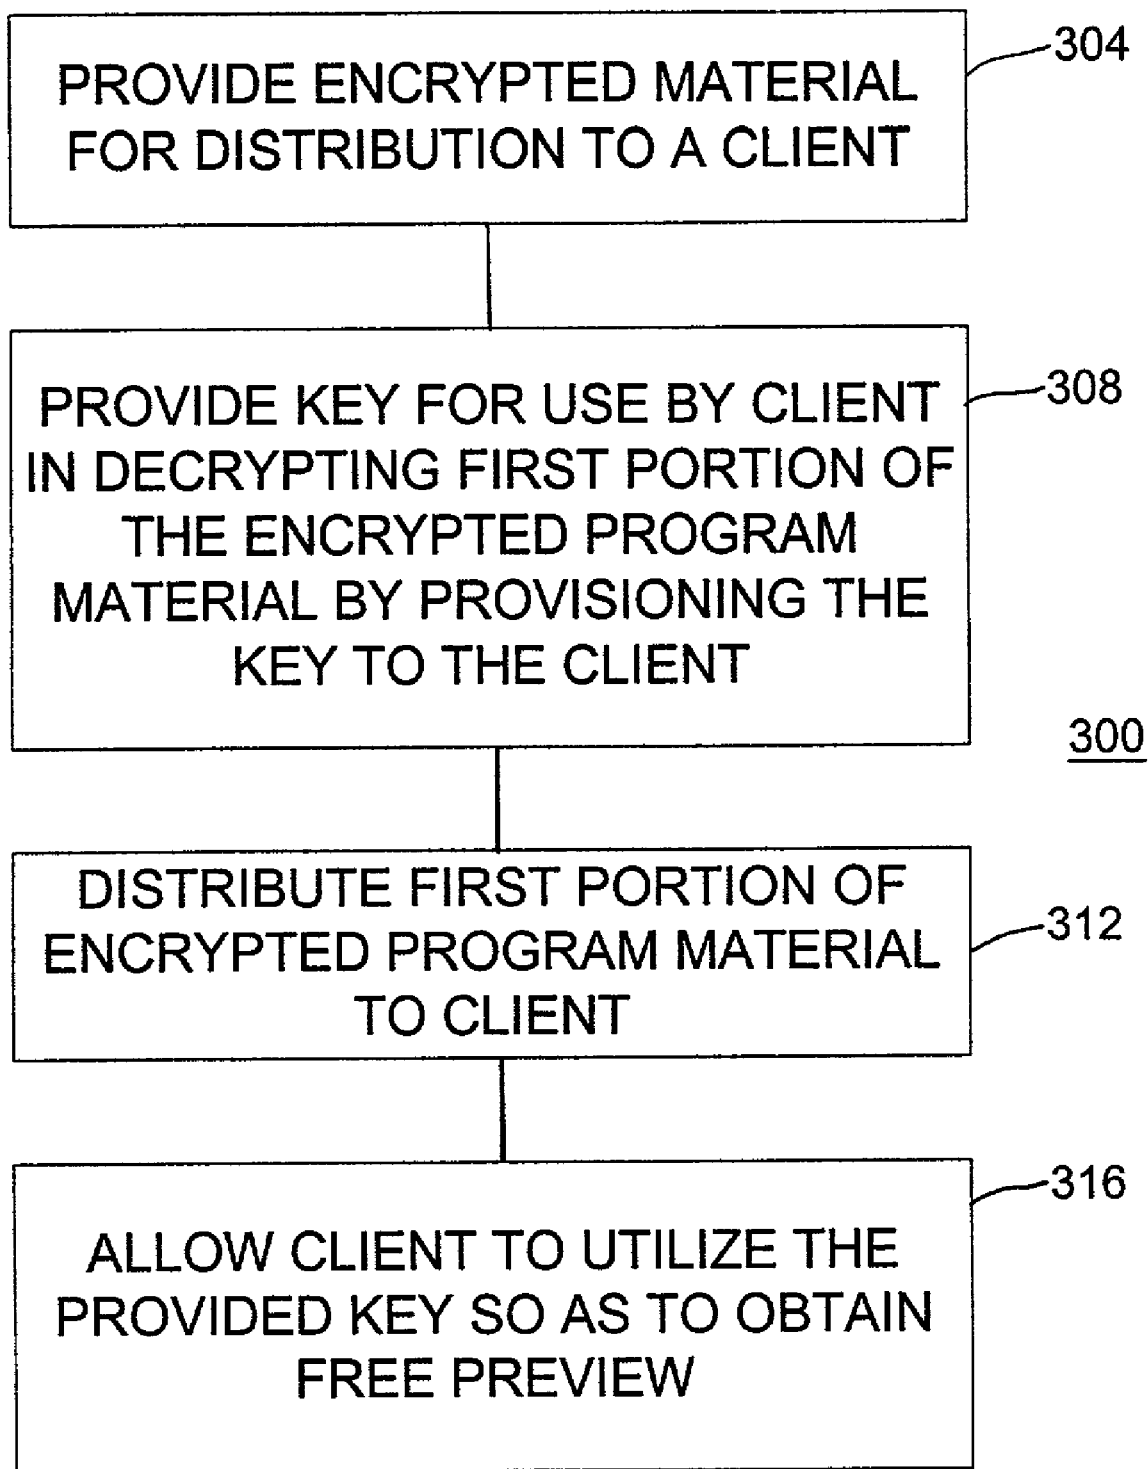 304
PROVIDE ENCRYPTED MATERIAL
FOR DISTRIBUTION TO A CLIENT
308
PROVIDE KEY FOR USE BY CLIENT
IN DECRYPTING FIRST PORTION OF
THE ENCRYPTED PROGRAM
MATERIAL BY PROVISIONING THE
KEY TO THE CLIENT
300
DISTRIBUTE FIRST PORTION OF
ENCRYPTED PROGRAM MATERIAL
TO CLIENT
312
316
ALLOW CLIENT TO UTILIZE THE
PROVIDED KEY SO AS TO OBTAIN
FREE PREVIEW